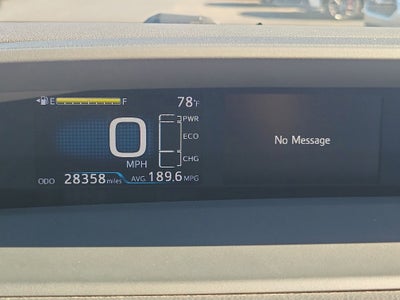 E F 78°F
PWR
0 ECO
No Message
MPH CHG
ODO 28358 miles AVG. 189.6 MPG